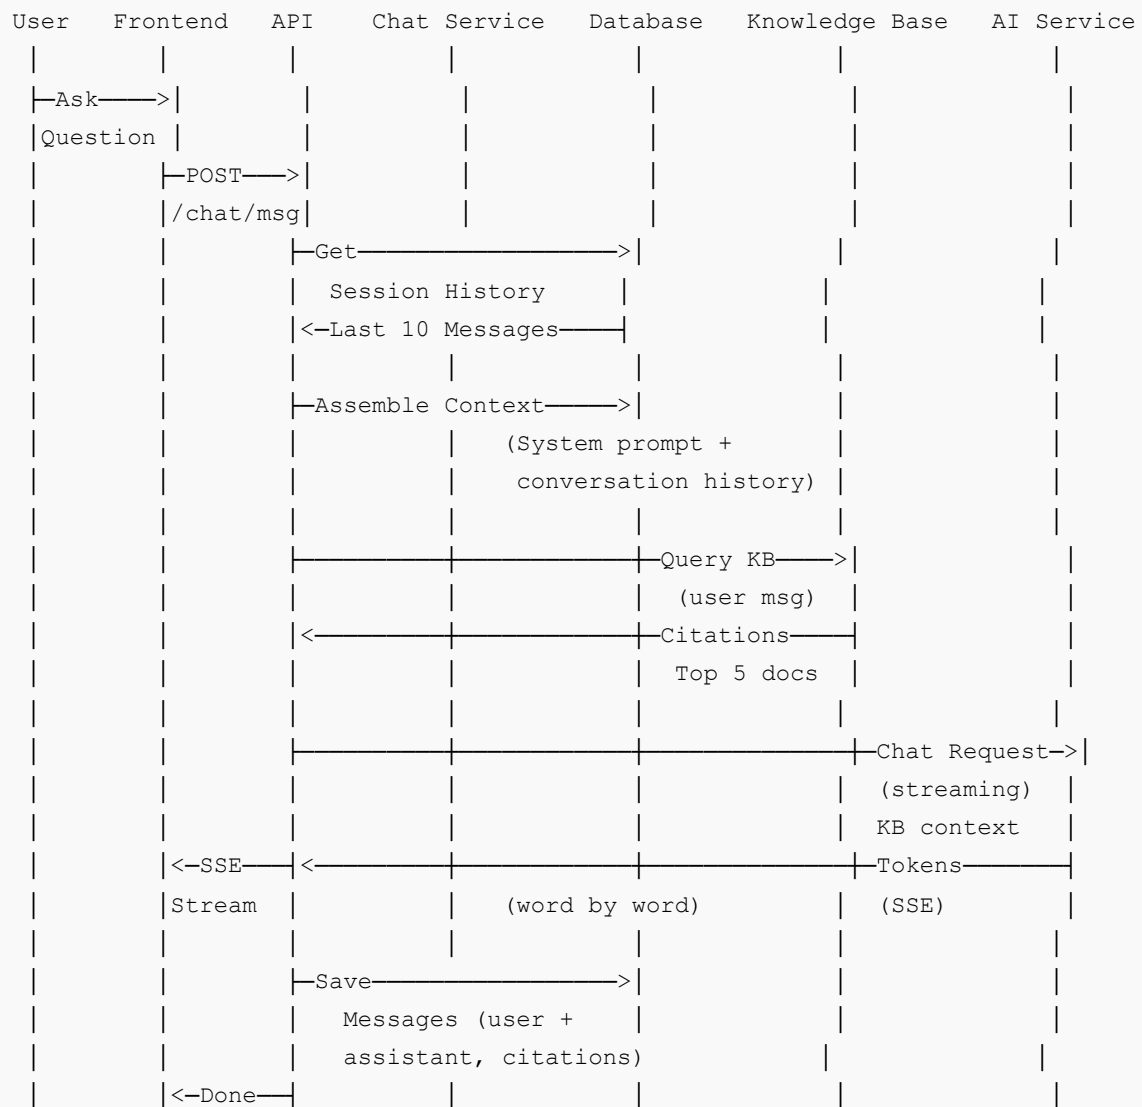 User Frontend API Chat Service Database Knowledge Base AI Service
Ask
Question
POST
/chat/msg
Get
Session History
Last 10 Messages
Assemble Context
(System prompt +
conversation history)
Query KB
(user msg)
Citations
Top 5 docs
Chat Request
(streaming)
KB context
SSE Tokens
Stream (word by word) (SSE)
Save
Messages (user +
assistant, citations)
Done